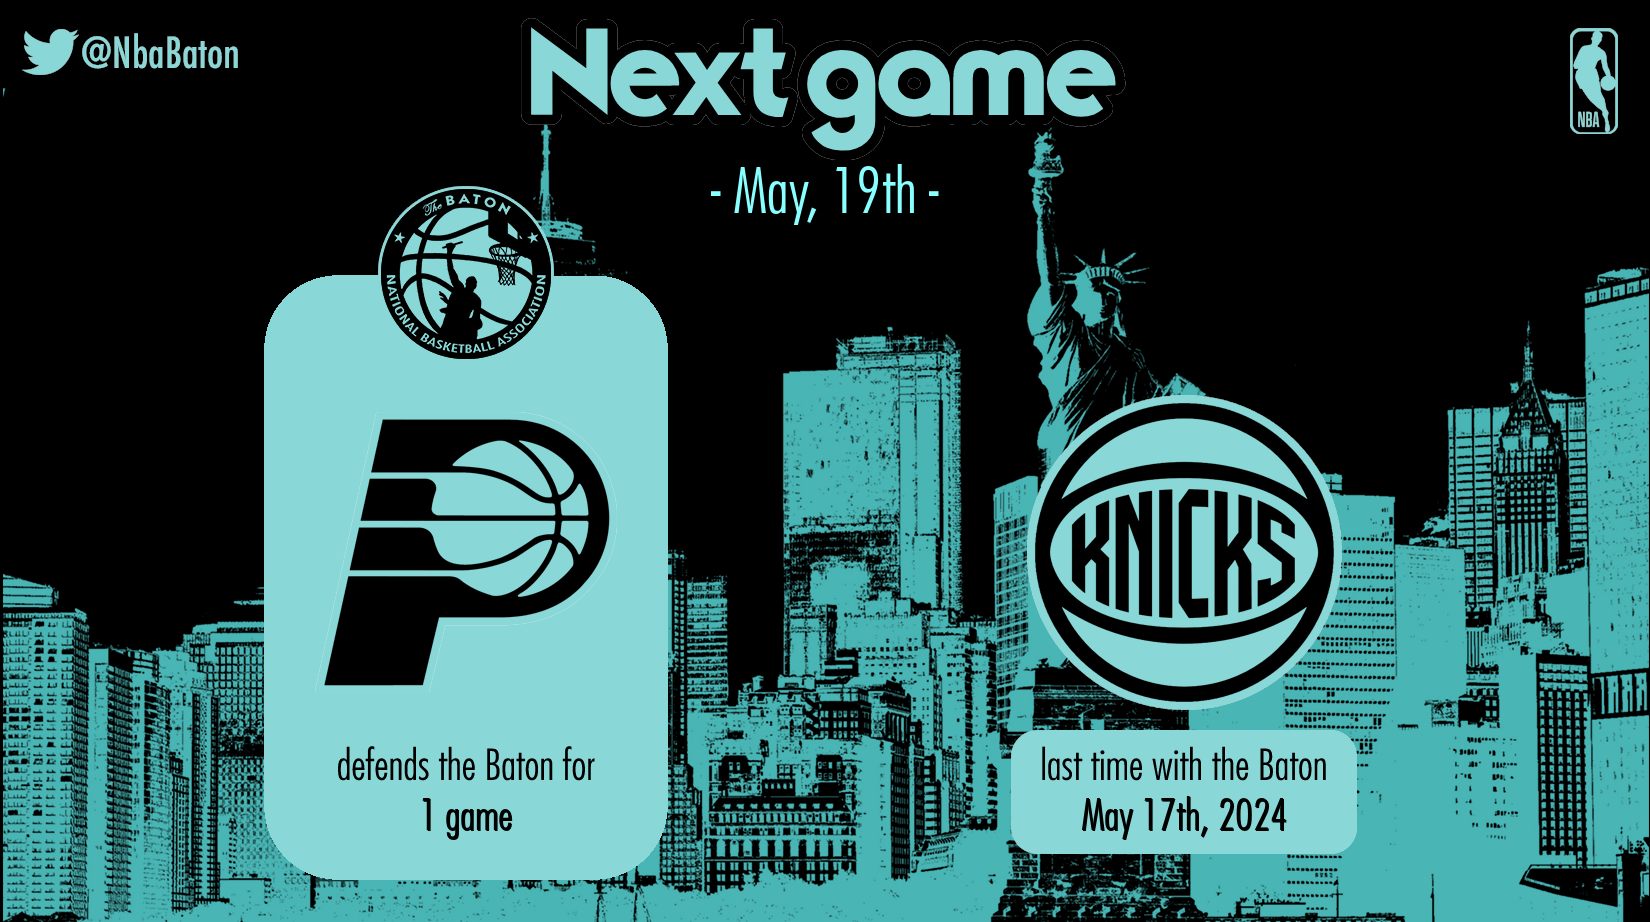 @NbaBaton
Next game
NBA
- May, 19th -
The BATON
NATIONAL BASKETBALL ASSOCIATION
KNICKS
defends the Baton for
1 game
last time with the Baton
May 17th, 2024